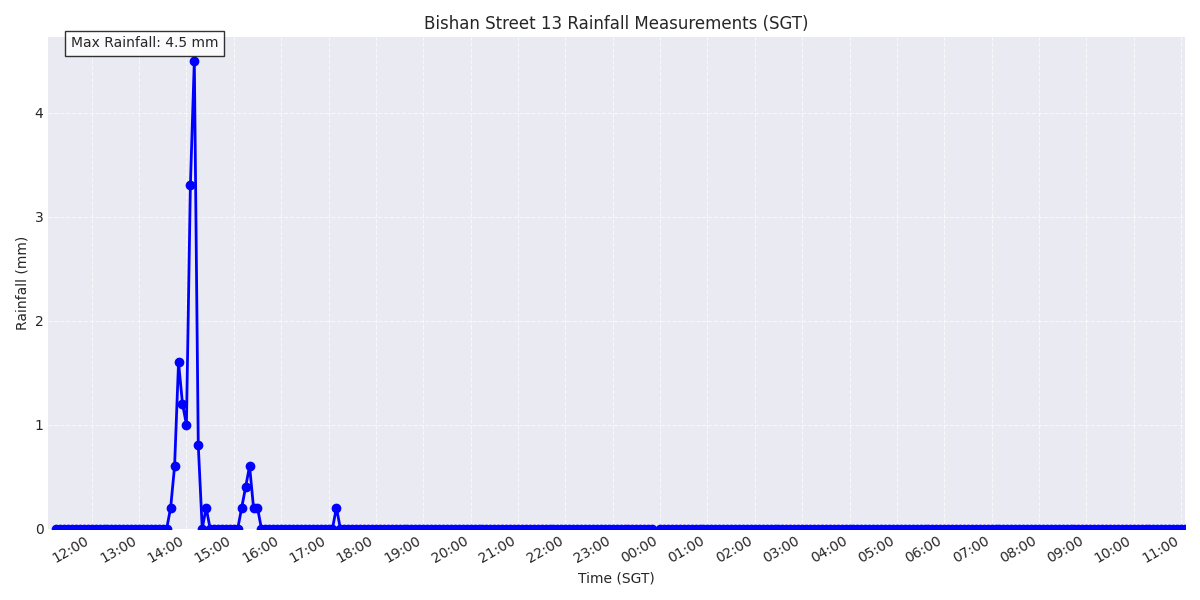 Bishan Street 13 Rainfall Measurements (SGT)
Max Rainfall: 4.5 mm
Rainfall (mm)
4
3
2
1
0
12:00 13:00 14:00 15:00 16:00 17:00 18:00 19:00 20:00 21:00 22:00 23:00 00:00 01:00 02:00 03:00 04:00 05:00 06:00 07:00 08:00 09:00 10:00 11:00
Time (SGT)